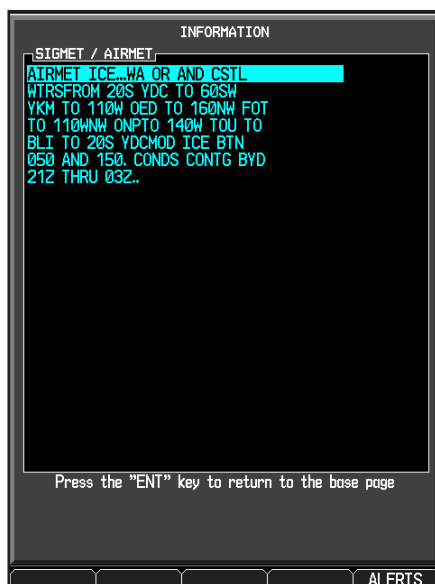 INFORMATION
SIGMET / AIRMET
AIRMET ICE...WA OR AND CSTL
WTRSFROM 20S YDC TO 60SW
YKM TO 110W OED TO 160NW FOT
TO 110WNW ONPTO 140W TOU TO
BLI TO 20S YDCMOD ICE BTN
050 AND 150. CONDS CONTG BYD
21Z THRU 03Z..
Press the "ENT" key to return to the base page
ALERTS